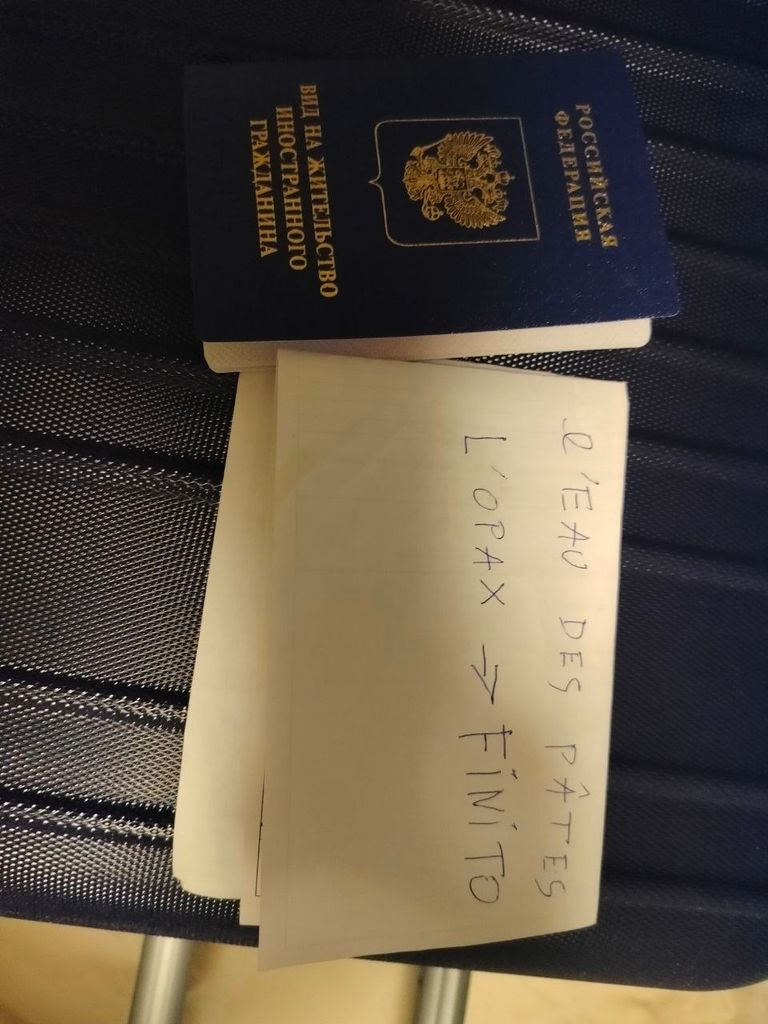 РОССИЙСКАЯ
ФЕДЕРАЦИЯ
ВИД НА ЖИТЕЛЬСТВО
ИНОСТРАННОГО
ГРАЖДАНИНА
l'EAU DES PÂTES
L'OPAX → FINITO